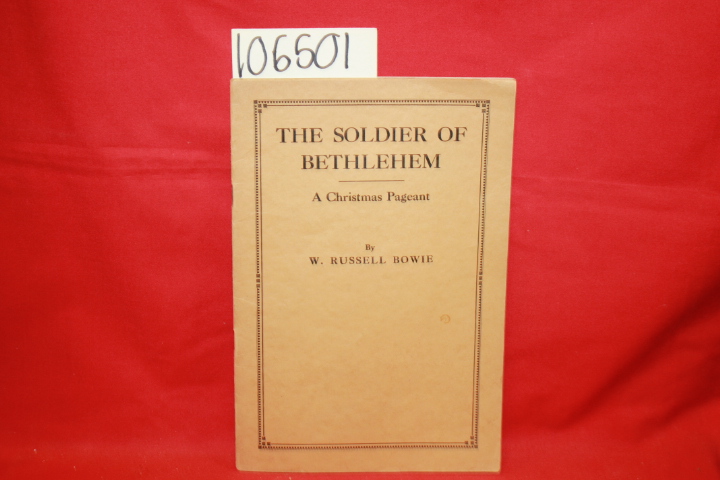 106501
THE SOLDIER OF
BETHLEHEM
A Christmas Pageant
By
W. RUSSELL BOWIE